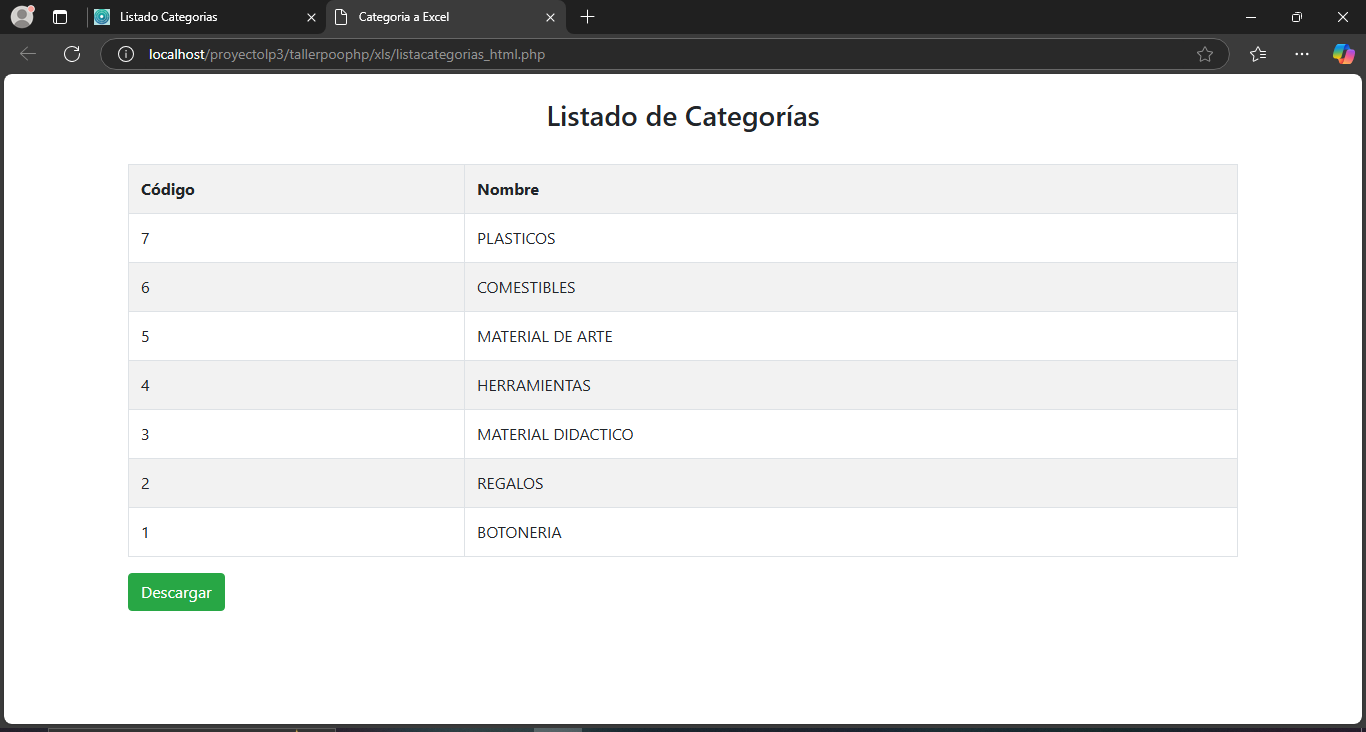 Listado Categorias
Categoria a Excel
localhost/proyectolp3/tallerpoophp/xls/listacategorias_html.php
Listado de Categorías
Código Nombre
7 PLASTICOS
6 COMESTIBLES
5 MATERIAL DE ARTE
4 HERRAMIENTAS
3 MATERIAL DIDACTICO
2 REGALOS
1 BOTONERIA
Descargar